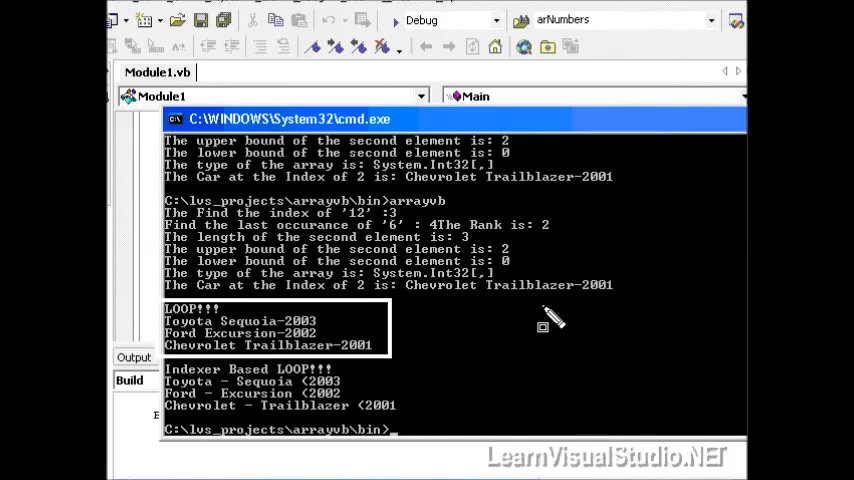 Debug
arNumbers
Module1.vb
Module1
Main
C:\WINDOWS\System32\cmd.exe
The upper bound of the second element is: 2
The lower bound of the second element is: 0
The type of the array is: System.Int32[,]
The Car at the Index of 2 is: Chevrolet Trailblazer-2001
C:\lvs_projects\arrayvb\bin>arrayvb
The Find the index of '12' :3
Find the last occurance of '6' : 4The Rank is: 2
The length of the second element is: 3
The upper bound of the second element is: 2
The lower bound of the second element is: 0
The type of the array is: System.Int32[,]
The Car at the Index of 2 is: Chevrolet Trailblazer-2001
LOOP!!!
Toyota Sequoia-2003
Ford Excursion-2002
Chevrolet Trailblazer-2001
Output
Indexer Based LOOP!!!
Build
Toyota - Sequoia <2003
Ford - Excursion <2002
Chevrolet - Trailblazer <2001
C:\lvs_projects\arrayvb\bin>_
LearnVisualStudio.NET